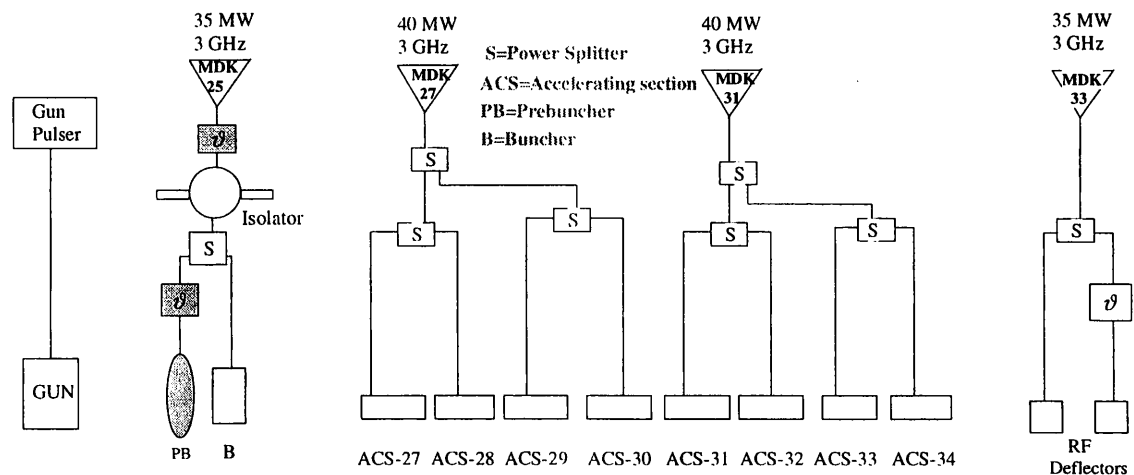 35 MW
3 GHz
MDK
25
40 MW
3 GHz
MDK
27
S=Power Splitter
ACS=Accelerating section
PB=Prebuncher
B=Buncher
40 MW
3 GHz
MDK
31
35 MW
3 GHz
MDK
33
Gun
Pulser
ϑ
Isolator
S
ϑ
S
S
S
S
S
S
S
ϑ
GUN
PB
B
ACS-27
ACS-28
ACS-29
ACS-30
ACS-31
ACS-32
ACS-33
ACS-34
RF
Deflectors